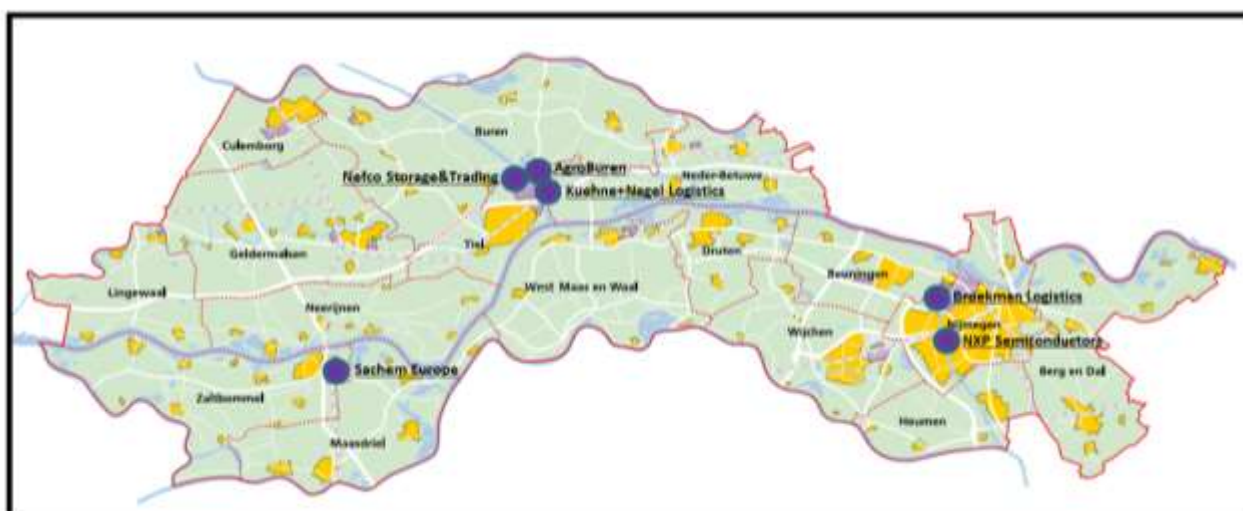 Culemborg
Buren
AgroBuren
Nefco Storage&Trading
Neder-Betuwe
Kuehne+Nagel Logistics
Geldermalsen
Tiel
Druten
Beuningen
Lingewaal
Neerijnen
West Maas en Waal
Broekman Logistics
Nijmegen
Wijchen
NXP Semiconductors
Sachem Europe
Berg en Dal
Zaltbommel
Heumen
Maasdriel